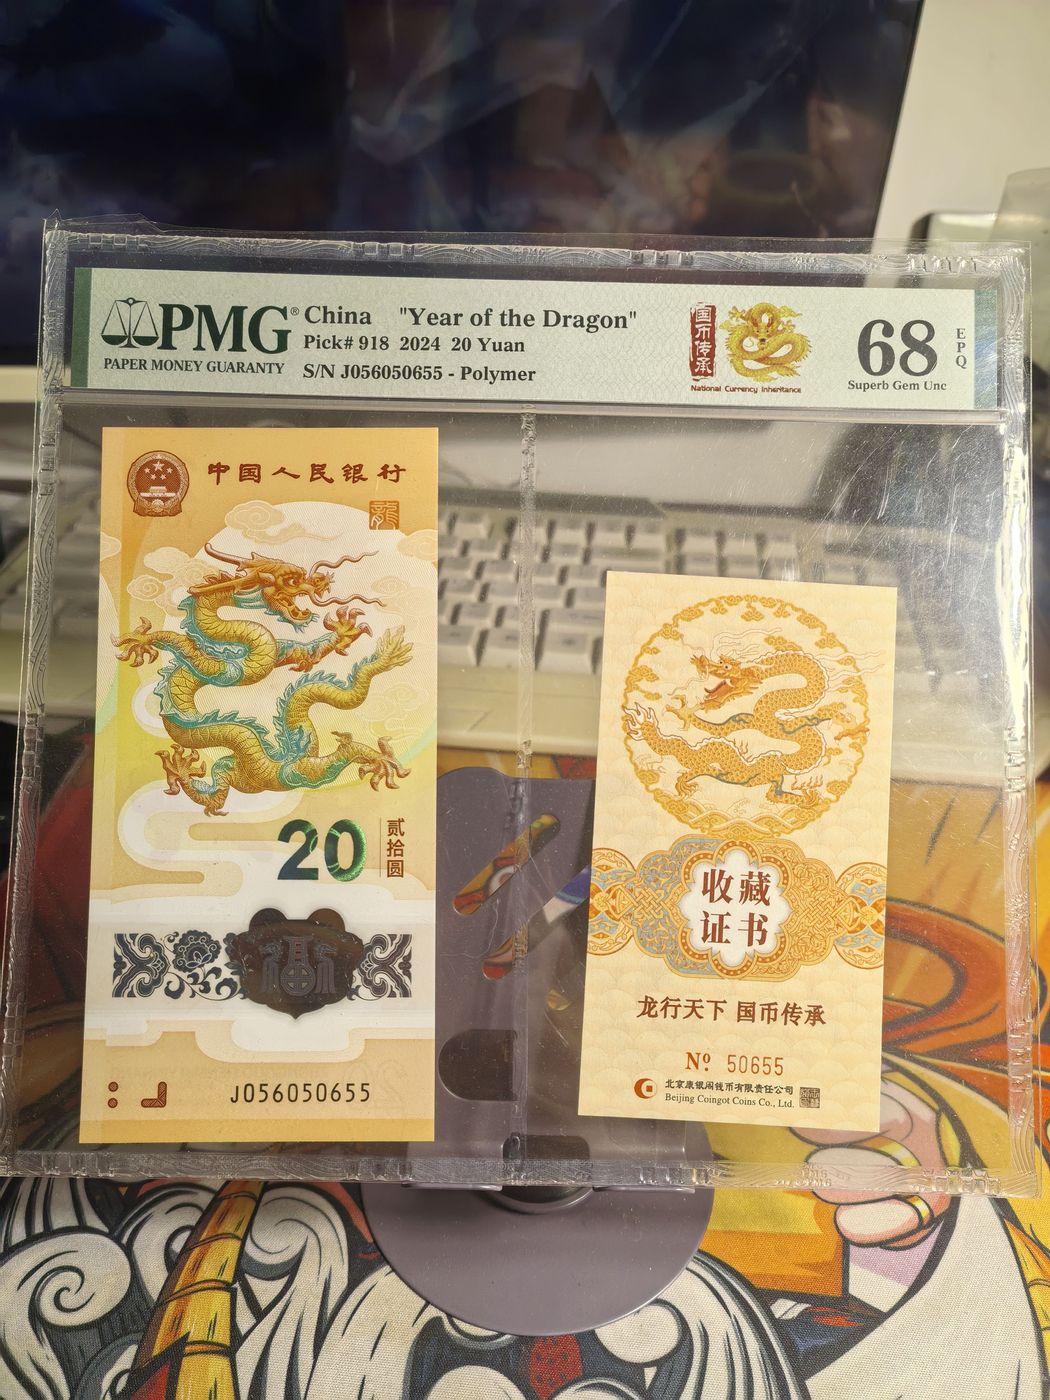 PMG®
PAPER MONEY GUARANTY
China "Year of the Dragon"
Pick# 918 2024 20 Yuan
S/N J056050655 - Polymer
国币传承
National Currency Inheritance
68
EPQ
Superb Gem Unc
中国人民银行
龍
20
贰拾圆
J056050655
收藏
证书
龙行天下 国币传承
Nº 50655
北京康银阁钱币有限责任公司
Beijing Coingot Coins Co., Ltd.